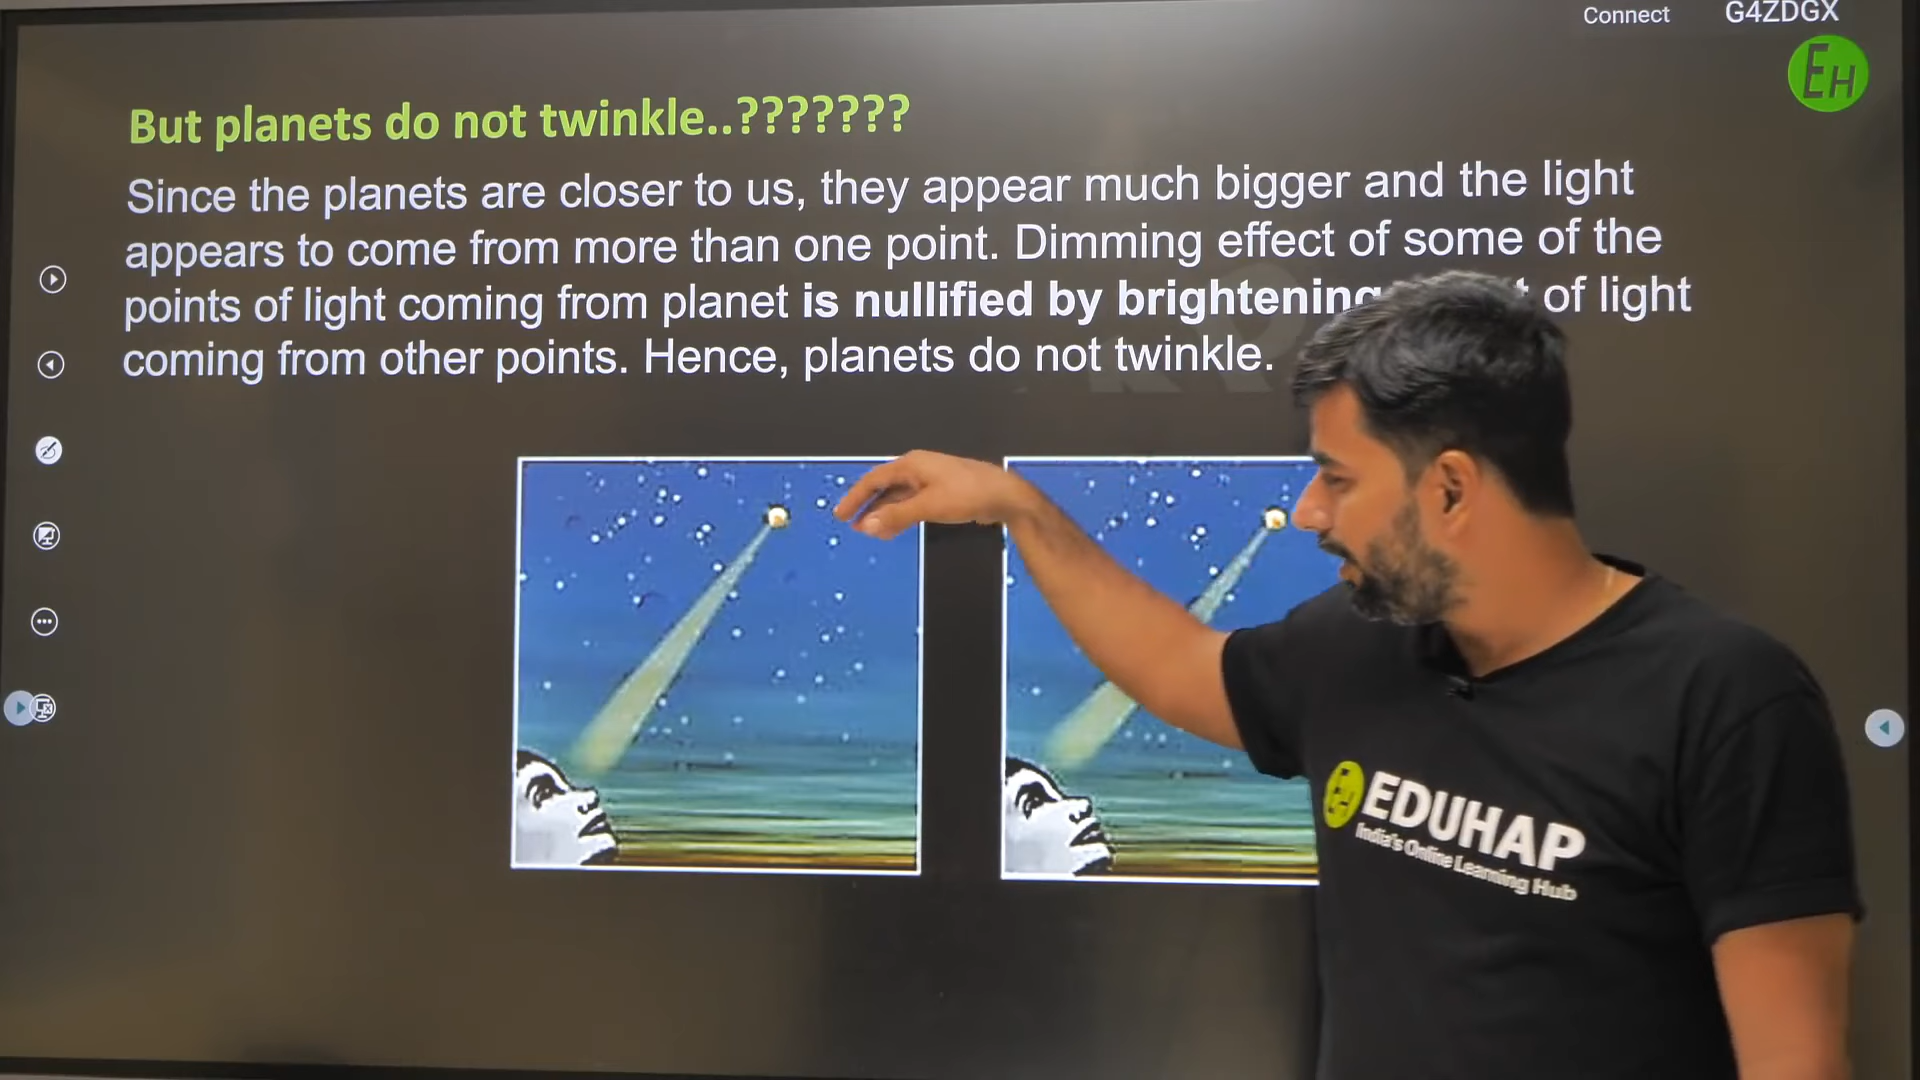 Connect G4ZDGX
EH
But planets do not twinkle..???????
Since the planets are closer to us, they appear much bigger and the light
appears to come from more than one point. Dimming effect of some of the
points of light coming from planet is nullified by brightening of light
coming from other points. Hence, planets do not twinkle.
EDUHAP
India's Online Learning Hub